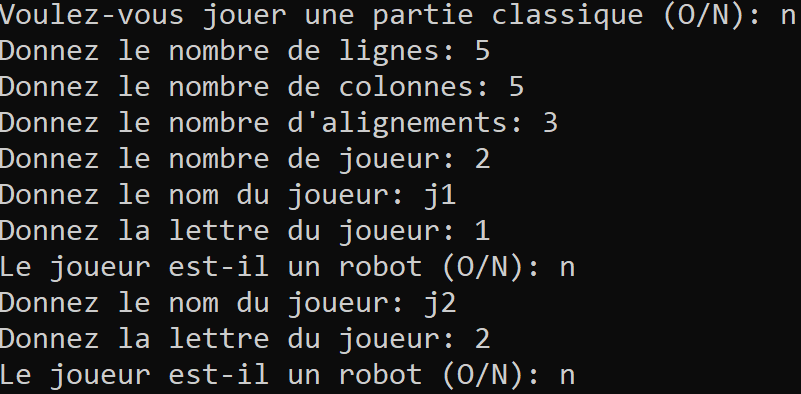 Voulez-vous jouer une partie classique (O/N): n
Donnez le nombre de lignes: 5
Donnez le nombre de colonnes: 5
Donnez le nombre d'alignements: 3
Donnez le nombre de joueur: 2
Donnez le nom du joueur: j1
Donnez la lettre du joueur: 1
Le joueur est-il un robot (O/N): n
Donnez le nom du joueur: j2
Donnez la lettre du joueur: 2
Le joueur est-il un robot (O/N): n